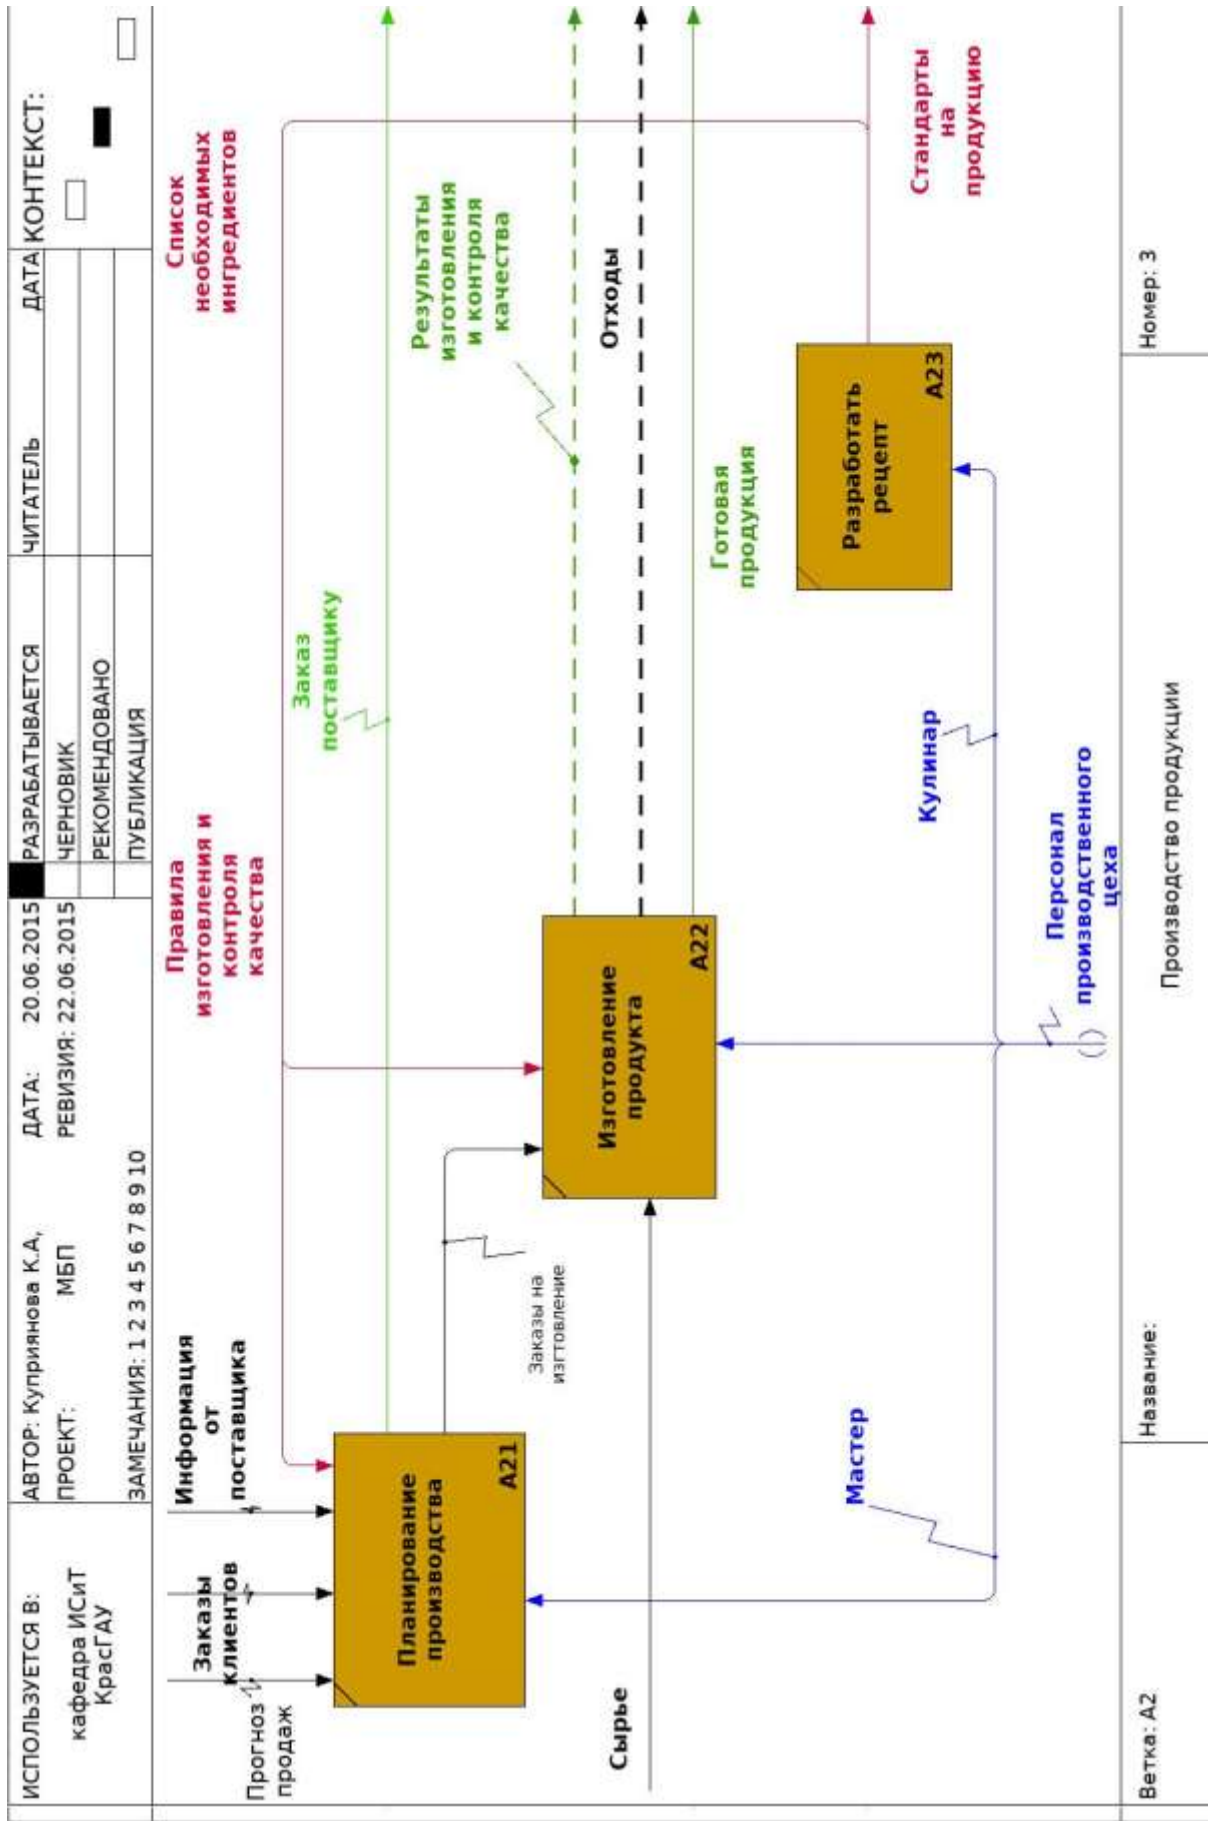 ИСПОЛЬЗУЕТСЯ В:
кафедра ИСиТ
КрасГАУ
АВТОР: Куприянова К.А,
ПРОЕКТ: МБП
ЗАМЕЧАНИЯ: 1 2 3 4 5 6 7 8 9 10
ДАТА: 20.06.2015
РЕВИЗИЯ: 22.06.2015
РАЗРАБАТЫВАЕТСЯ
ЧЕРНОВИК
РЕКОМЕНДОВАНО
ПУБЛИКАЦИЯ
ЧИТАТЕЛЬ
ДАТА
КОНТЕКСТ:
Прогноз
продаж
Заказы
клиентов
Информация
от
поставщика
Правила
изготовления и
контроля
качества
Список
необходимых
ингредиентов
Заказ
поставщику
Планирование
производства
A21
Результаты
изготовления
и контроля
качества
Заказы на
изгтовление
Отходы
Сырье
Изготовление
продукта
A22
Готовая
продукция
Разработать
рецепт
A23
Стандарты
на
продукцию
Мастер
Кулинар
Персонал
производственного
цеха
Ветка: A2
Название:
Производство продукции
Номер: 3